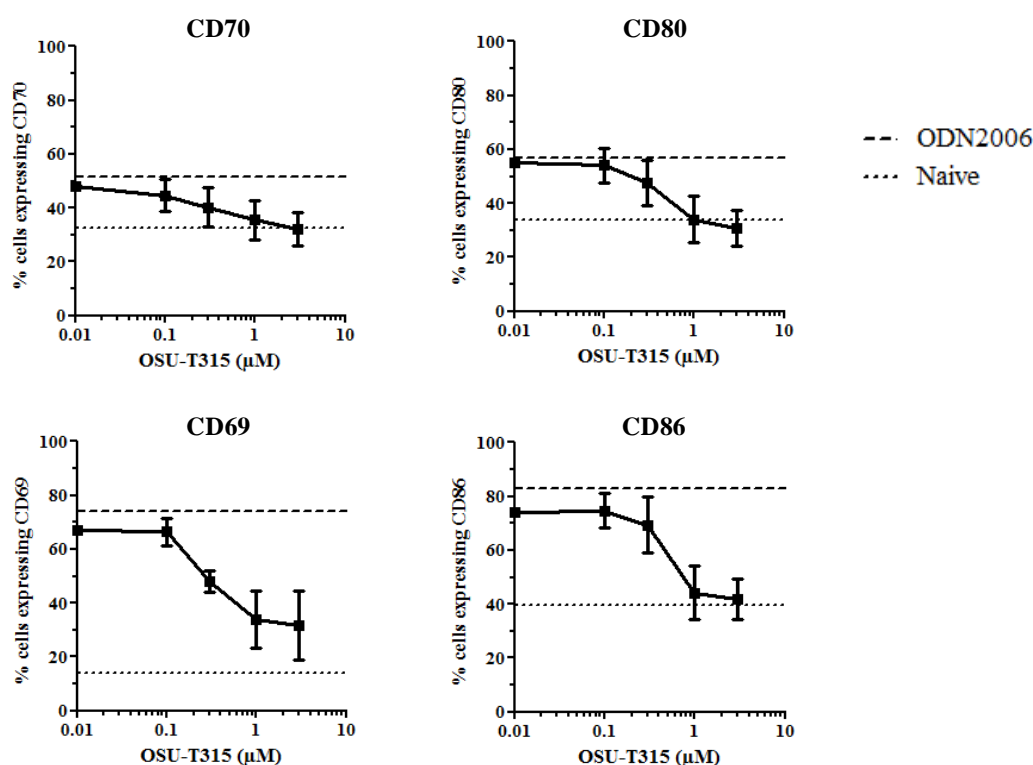 CD70
100
80
60
40
20
0
% cells expressing CD70
0.01 0.1 1 10
OSU-T315 (µM)
CD80
100
80
60
40
20
0
% cells expressing CD80
0.01 0.1 1 10
OSU-T315 (µM)
ODN2006
Naive
CD69
100
80
60
40
20
0
% cells expressing CD69
0.01 0.1 1 10
OSU-T315 (µM)
CD86
100
80
60
40
20
0
% cells expressing CD86
0.01 0.1 1 10
OSU-T315 (µM)